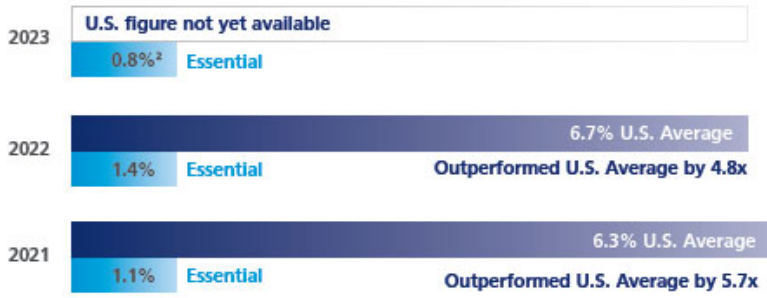 2023
U.S. figure not yet available
0.8%² Essential
2022
6.7% U.S. Average
1.4% Essential
Outperformed U.S. Average by 4.8x
2021
6.3% U.S. Average
1.1% Essential
Outperformed U.S. Average by 5.7x